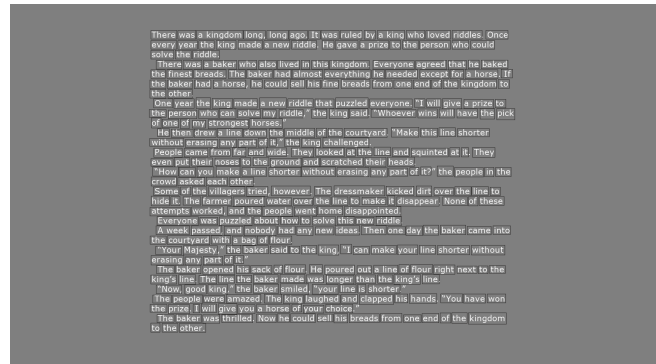 There was a kingdom long, long ago. It was ruled by a king who loved riddles. Once
every year the king made a new riddle. He gave a prize to the person who could
solve the riddle.
There was a baker who also lived in this kingdom. Everyone agreed that he baked
the finest breads. The baker had almost everything he needed except for a horse. If
the baker had a horse, he could sell his fine breads from one end of the kingdom to
the other.
One year the king made a new riddle that puzzled everyone. "I will give a prize to
the person who can solve my riddle," the king said. "Whoever wins will have the pick
of one of my strongest horses."
He then drew a line down the middle of the courtyard. "Make this line shorter
without erasing any part of it," the king challenged.
People came from far and wide. They looked at the line and squinted at it. They
even put their noses to the ground and scratched their heads.
"How can you make a line shorter without erasing any part of it?" the people in the
crowd asked each other.
Some of the villagers tried, however. The dressmaker kicked dirt over the line to
hide it. The farmer poured water over the line to make it disappear. None of these
attempts worked, and the people went home disappointed.
Everyone was puzzled about how to solve this new riddle.
A week passed, and nobody had any new ideas. Then one day the baker came into
the courtyard with a bag of flour.
"Your Majesty," the baker said to the king, "I can make your line shorter without
erasing any part of it."
The baker opened his sack of flour. He poured out a line of flour right next to the
king's line. The line the baker made was longer than the king's line.
"Now, good king," the baker smiled, "your line is shorter."
The people were amazed. The king laughed and clapped his hands. "You have won
the prize. I will give you a horse of your choice."
The baker was thrilled. Now he could sell his breads from one end of the kingdom
to the other.